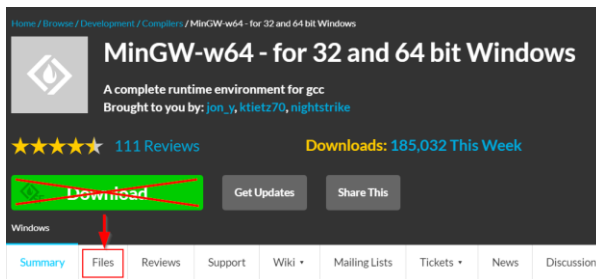 Home / Browse / Development / Compilers / MinGW-w64 - for 32 and 64 bit Windows
MinGW-w64 - for 32 and 64 bit Windows
A complete runtime environment for gcc
Brought to you by: jon_y, ktietz70, nightstrike
111 Reviews
Downloads: 185,032 This Week
Download
Get Updates
Share This
Windows
Summary Files Reviews Support Wiki Mailing Lists Tickets News Discussion